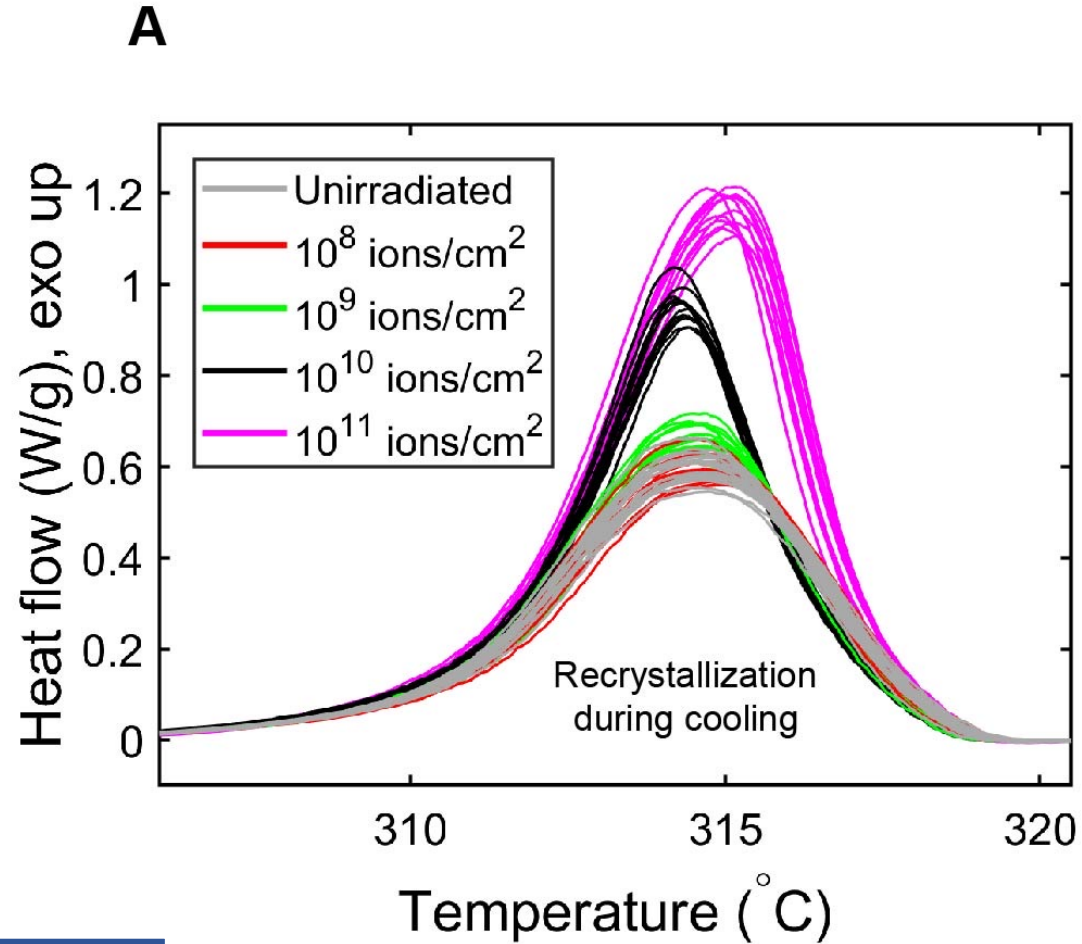 A
Heat flow (W/g), exo up
1.2
1
0.8
0.6
0.4
0.2
0
Unirradiated
10⁸ ions/cm²
10⁹ ions/cm²
10¹⁰ ions/cm²
10¹¹ ions/cm²
Recrystallization
during cooling
310
315
320
Temperature (°C)